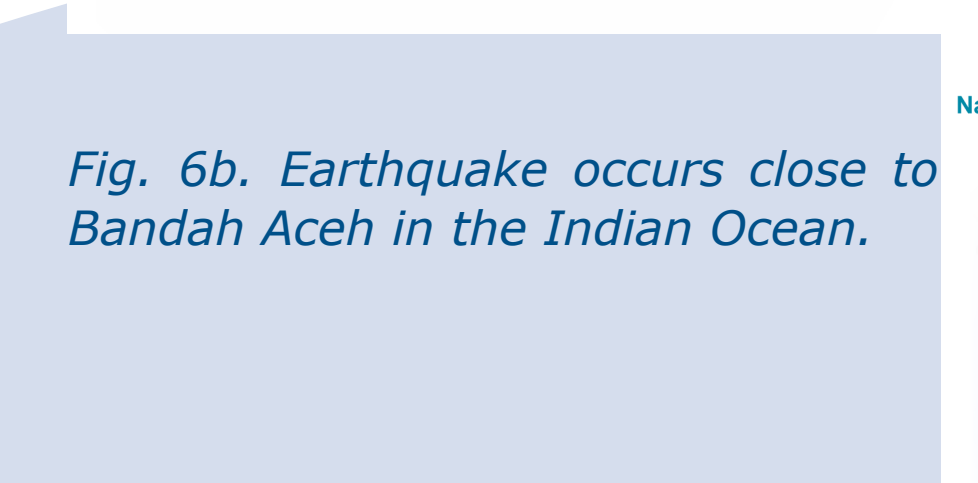 Fig. 6b. Earthquake occurs close to
Bandah Aceh in the Indian Ocean.